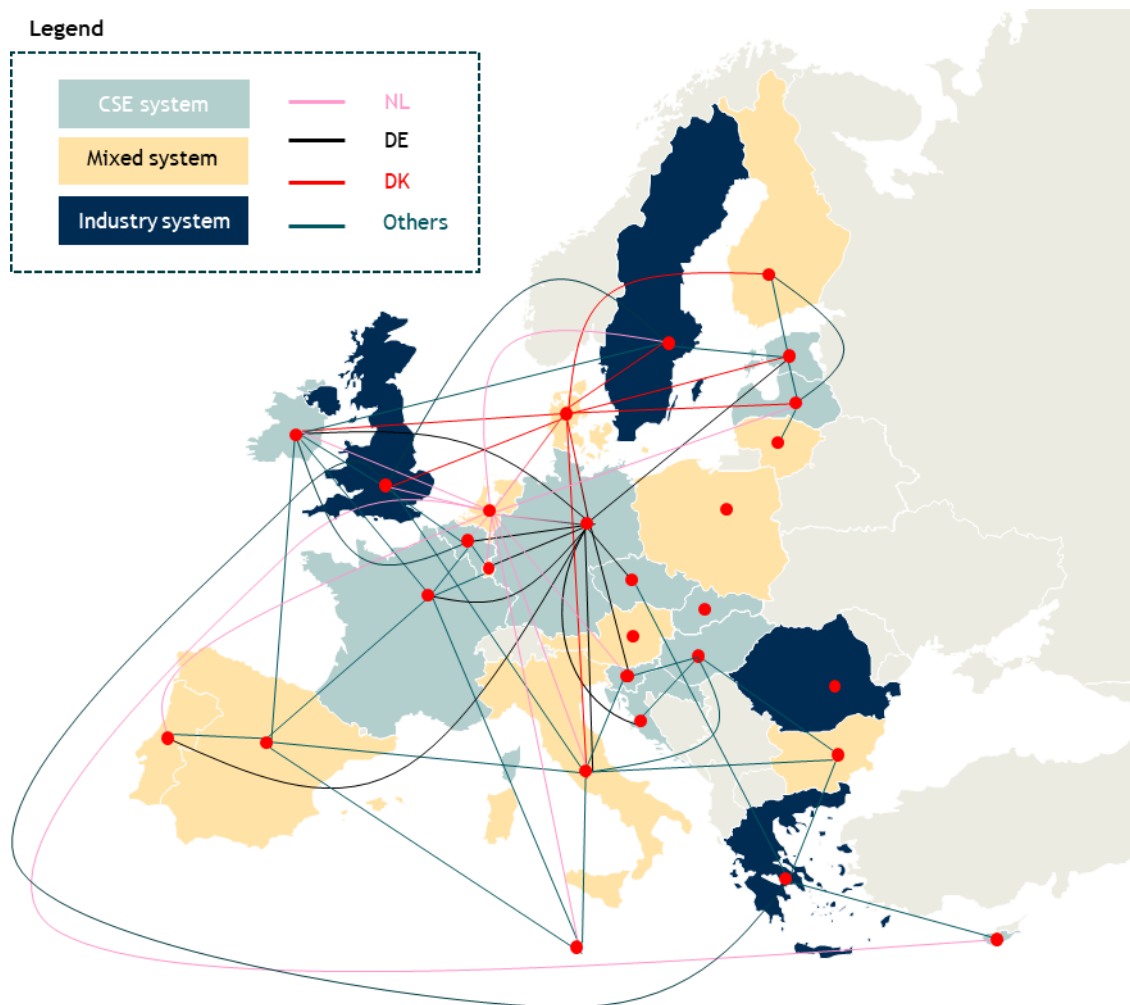 Legend
CSE system
NL
Mixed system
DE
Industry system
DK
Others